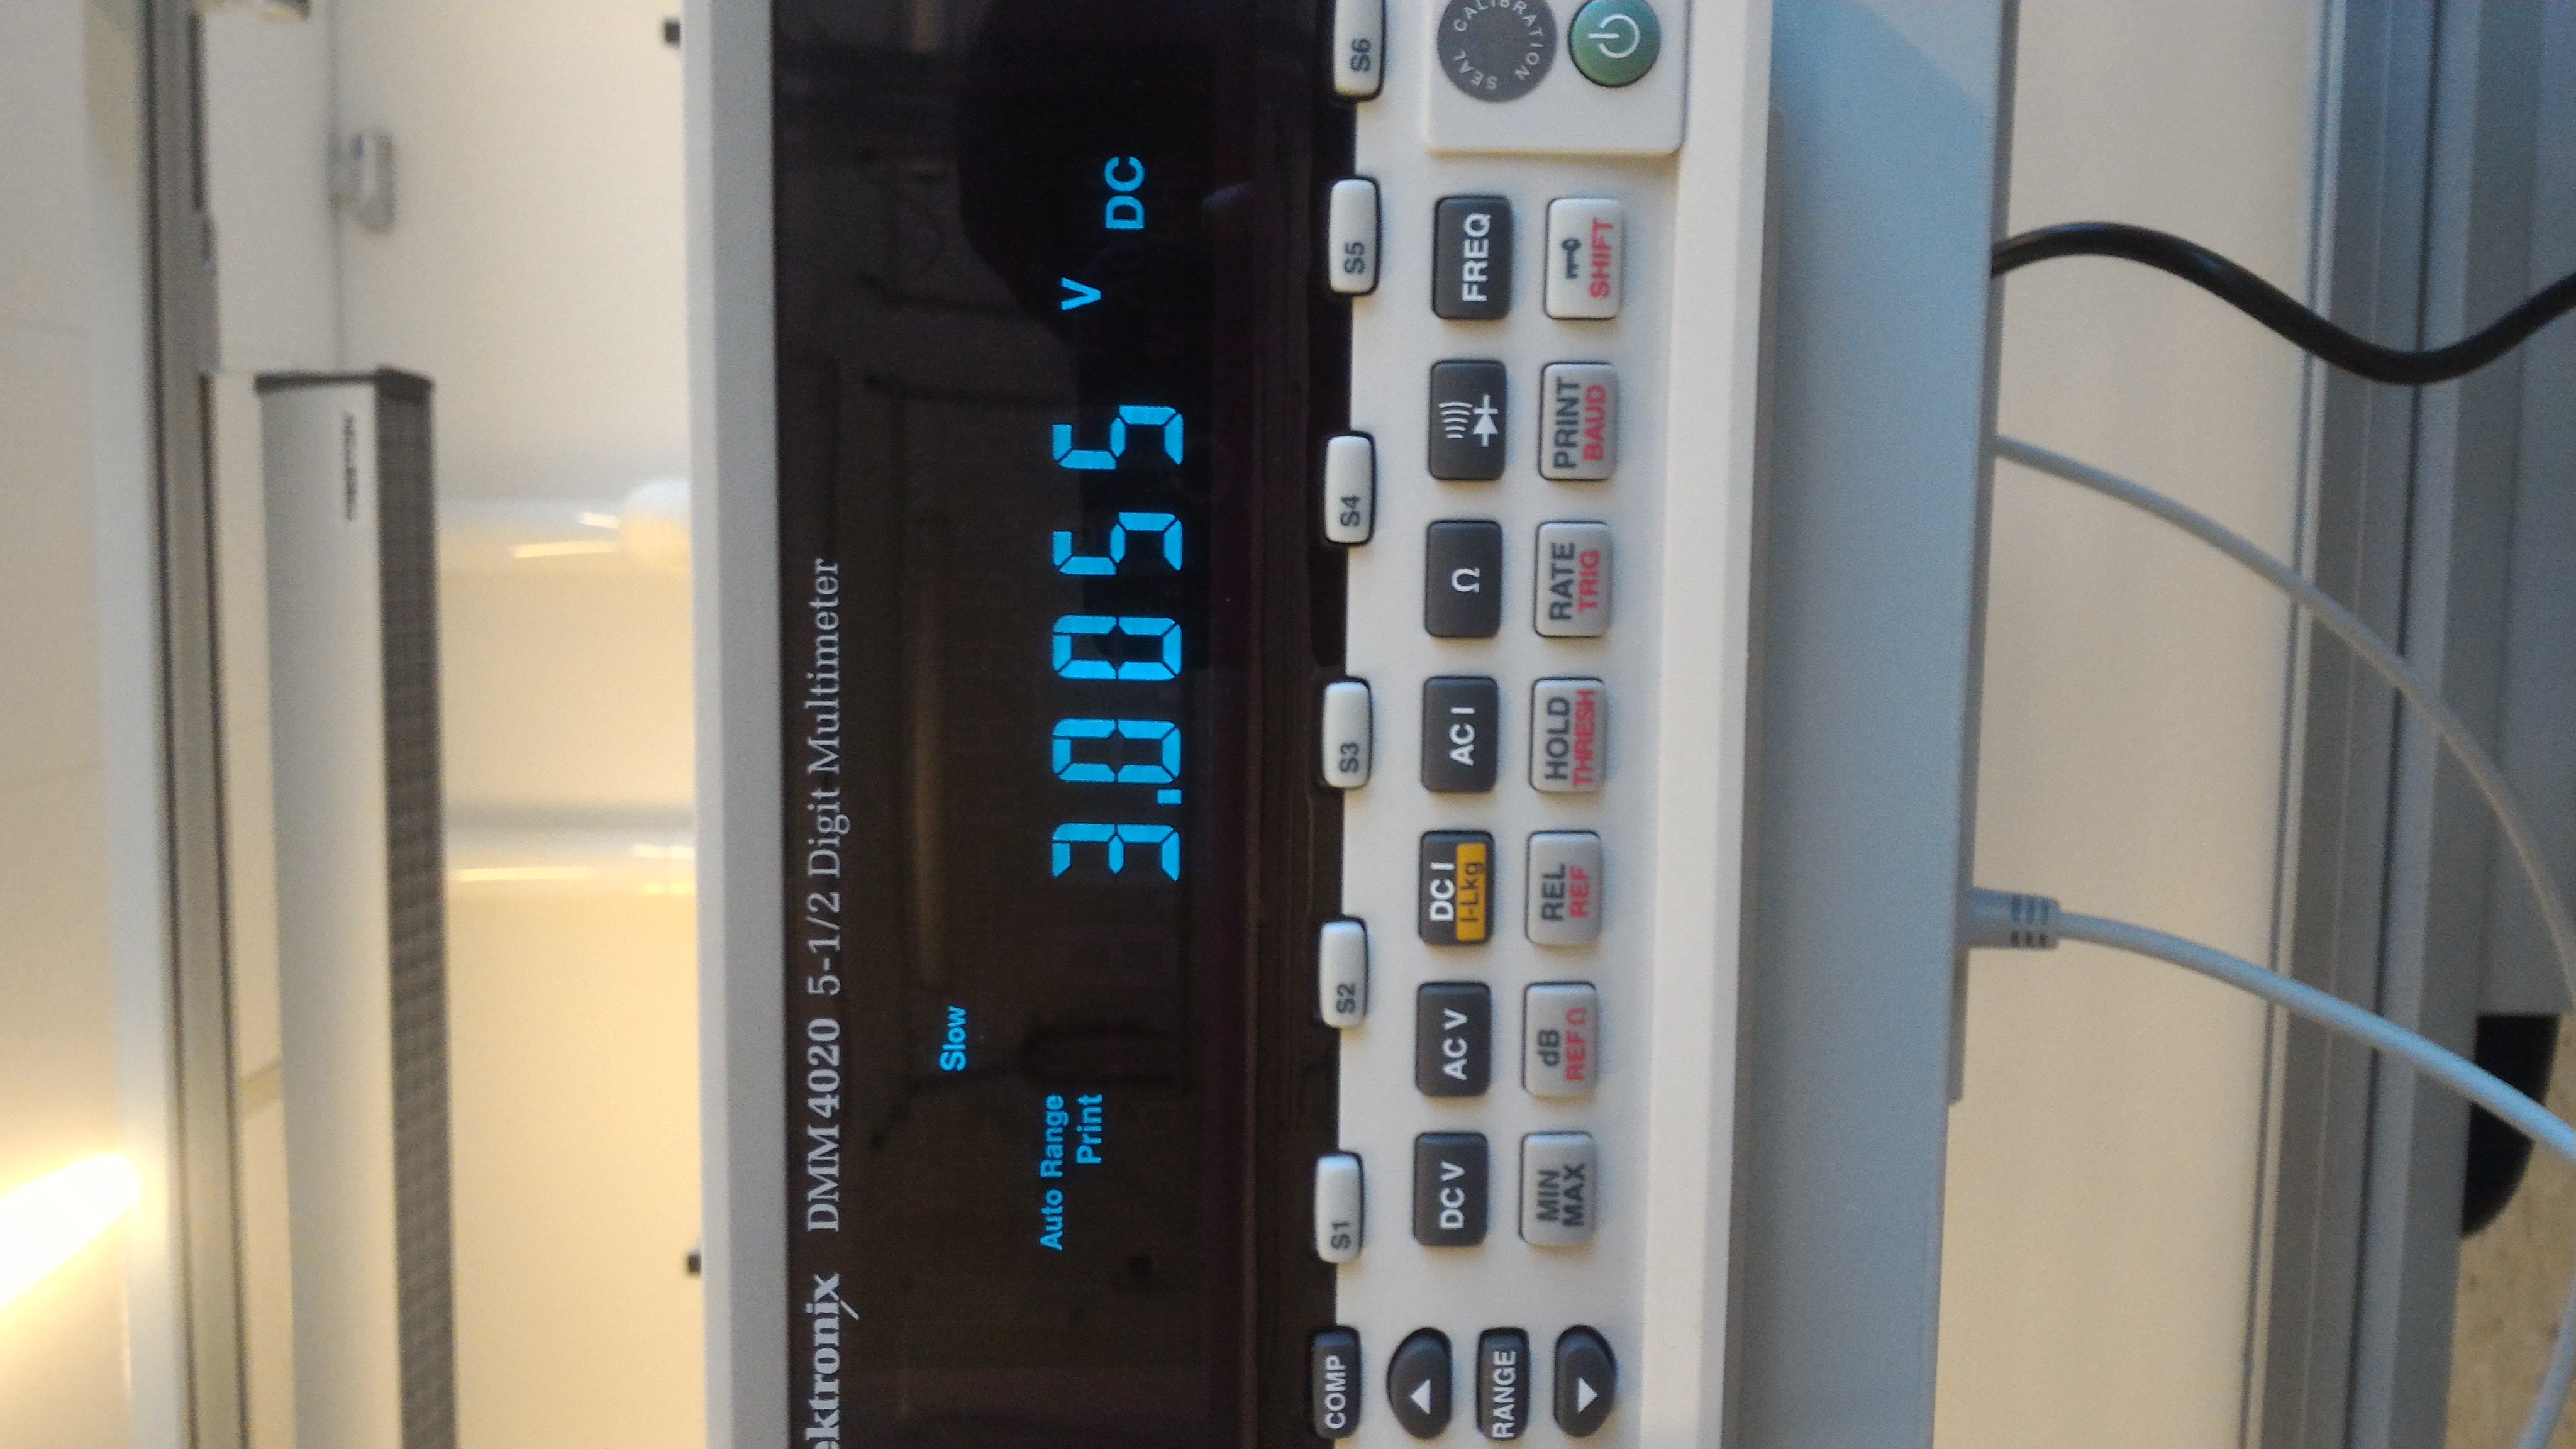 ektronix DMM 4020 5-1/2 Digit Multimeter
Slow
Auto Range
Print
3.0055 V DC
COMP S1 S2 S3 S4 S5 S6
RANGE
DC V AC V DC I AC I Ω FREQ
I-Lkg
MIN dB REL HOLD RATE PRINT
MAX REF Ω REF THRESH TRIG BAUD SHIFT
SEAL CALIBRATION